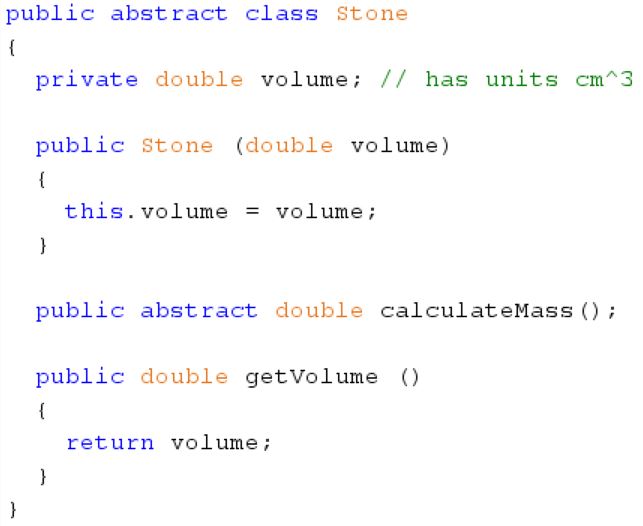 public abstract class Stone
{
private double volume; // has units cm^3
public Stone (double volume)
{
this.volume = volume;
}
public abstract double calculateMass();
public double getVolume ()
{
return volume;
}
}